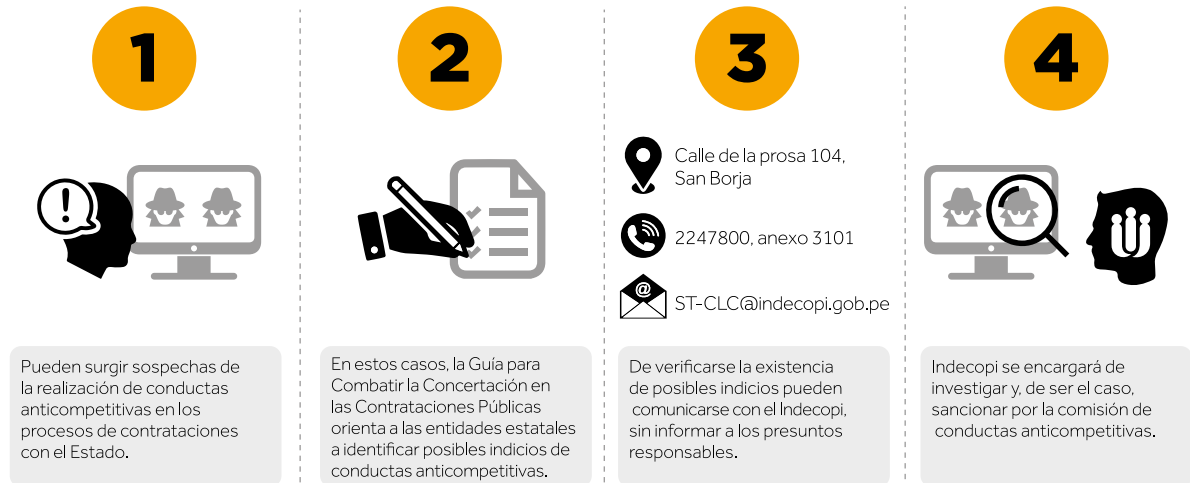 1
Pueden surgir sospechas de
la realización de conductas
anticompetitivas en los
procesos de contrataciones
con el Estado.
2
En estos casos, la Guía para
Combatir la Concertación en
las Contrataciones Públicas
orienta a las entidades estatales
a identificar posibles indicios de
conductas anticompetitivas.
3
Calle de la prosa 104,
San Borja
2247800, anexo 3101
@
ST-CLC@indecopi.gob.pe
De verificarse la existencia
de posibles indicios pueden
comunicarse con el Indecopi,
sin informar a los presuntos
responsables.
4
Indecopi se encargará de
investigar y, de ser el caso,
sancionar por la comisión de
conductas anticompetitivas.